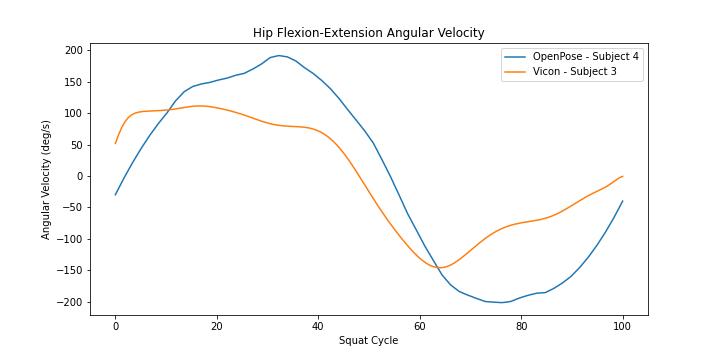 Hip Flexion-Extension Angular Velocity
OpenPose - Subject 4
Vicon - Subject 3
Angular Velocity (deg/s)
200
150
100
50
0
−50
−100
−150
−200
0 20 40 60 80 100
Squat Cycle